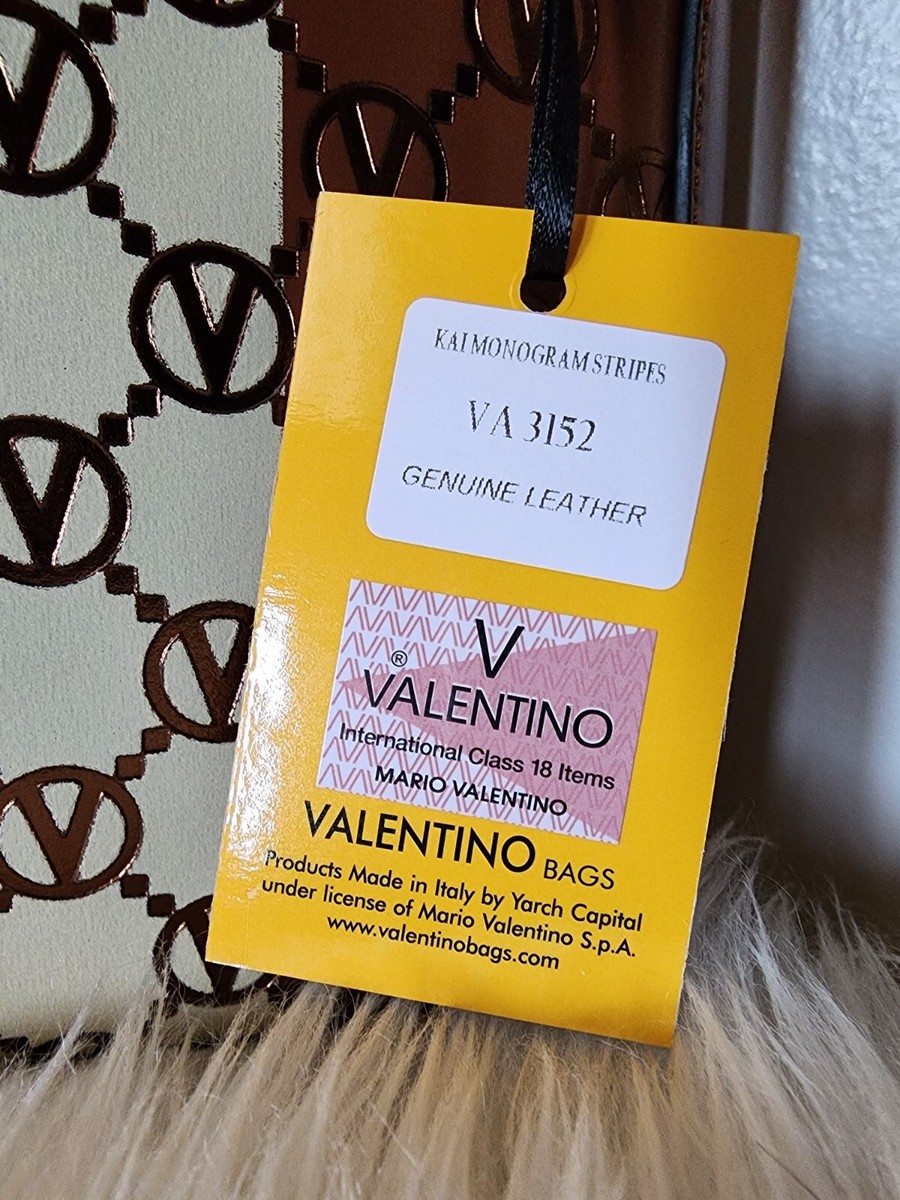 KAI MONOGRAM STRIPES
VA 3152
GENUINE LEATHER
V
® VALENTINO
International Class 18 Items
MARIO VALENTINO
VALENTINO BAGS
Products Made in Italy by Yarch Capital
under license of Mario Valentino S.p.A.
www.valentinobags.com